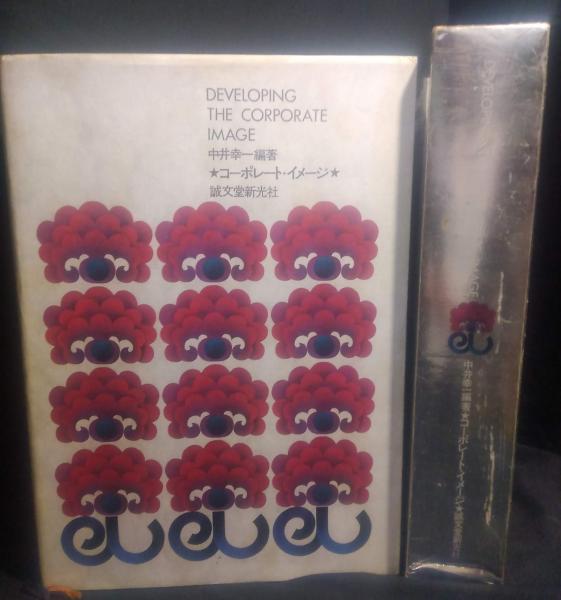 DEVELOPING
THE CORPORATE
IMAGE
中井幸一編著
★コーポレート・イメージ★
誠文堂新光社
中井幸一編著★コーポレート・イメージ★誠文堂新光社